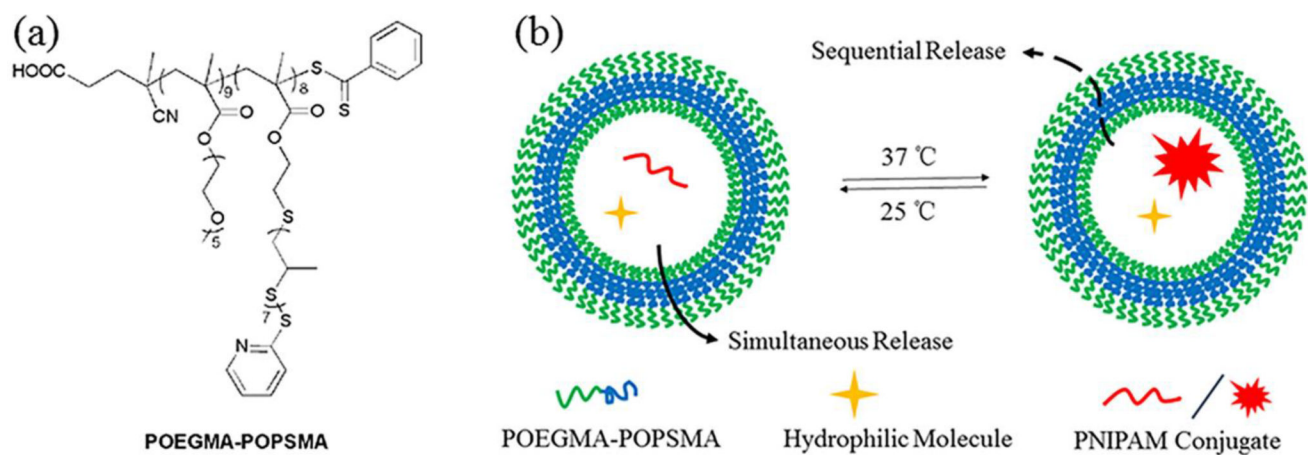 (a)
HOOC
CN
9
8
S
S
O
O
O
O
O
O
5
S
S
7
S
N
POEGMA-POPSMA
(b)
Sequential Release
37 ℃
25 ℃
Simultaneous Release
POEGMA-POPSMA
Hydrophilic Molecule
PNIPAM Conjugate